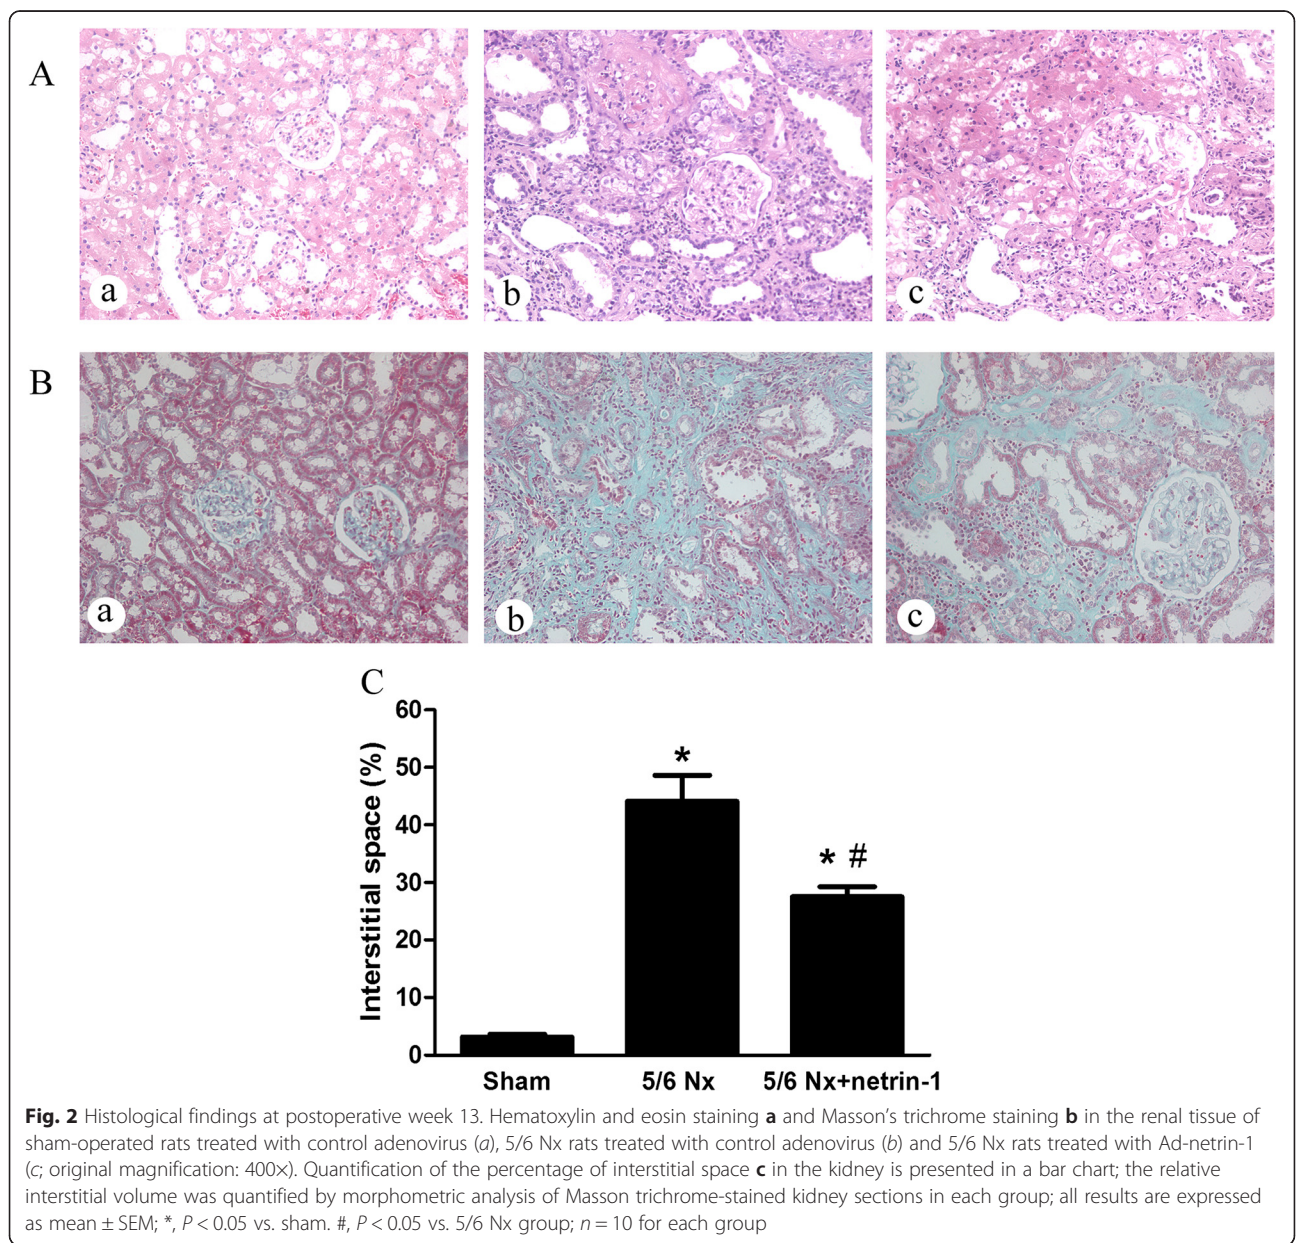 A
a
b
c
B
a
b
c
C
Interstitial space (%)
60
50
40
30
20
10
0
*
* #
Sham 5/6 Nx 5/6 Nx+netrin-1
Fig. 2 Histological findings at postoperative week 13. Hematoxylin and eosin staining a and Masson's trichrome staining b in the renal tissue of
sham-operated rats treated with control adenovirus (a), 5/6 Nx rats treated with control adenovirus (b) and 5/6 Nx rats treated with Ad-netrin-1
(c; original magnification: 400×). Quantification of the percentage of interstitial space c in the kidney is presented in a bar chart; the relative
interstitial volume was quantified by morphometric analysis of Masson trichrome-stained kidney sections in each group; all results are expressed
as mean ± SEM; *, P < 0.05 vs. sham. #, P < 0.05 vs. 5/6 Nx group; n = 10 for each group